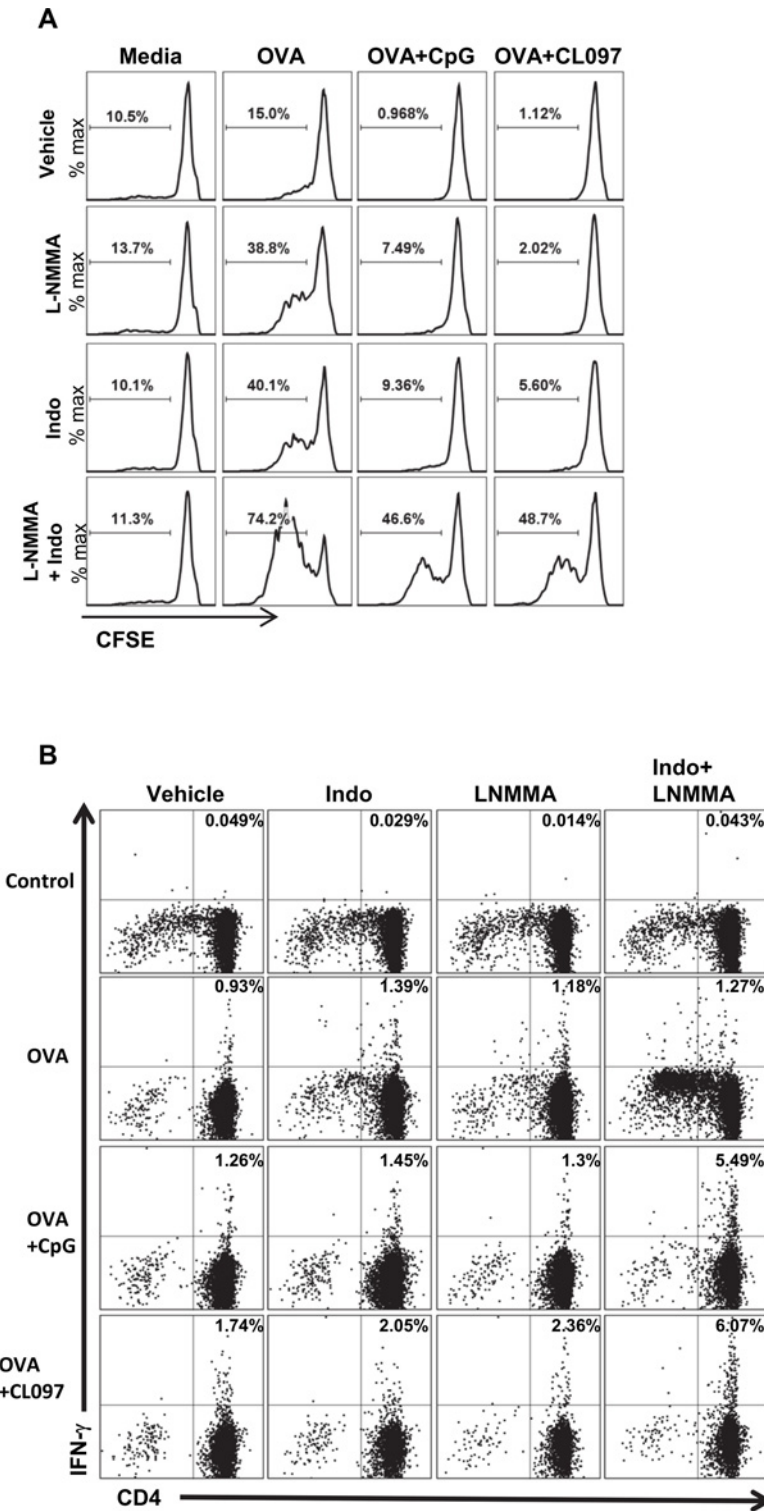 A
Media OVA OVA+CpG OVA+CL097
Vehicle
% max
10.5% 15.0% 0.968% 1.12%
L-NMMA
% max
13.7% 38.8% 7.49% 2.02%
Indo
% max
10.1% 40.1% 9.36% 5.60%
L-NMMA
+ Indo
% max
11.3% 74.2% 46.6% 48.7%
CFSE
B
Vehicle Indo LNMMA Indo+
LNMMA
Control
0.049% 0.029% 0.014% 0.043%
OVA
0.93% 1.39% 1.18% 1.27%
OVA
+CpG
1.26% 1.45% 1.3% 5.49%
OVA
+CL097
1.74% 2.05% 2.36% 6.07%
IFN-γ
CD4